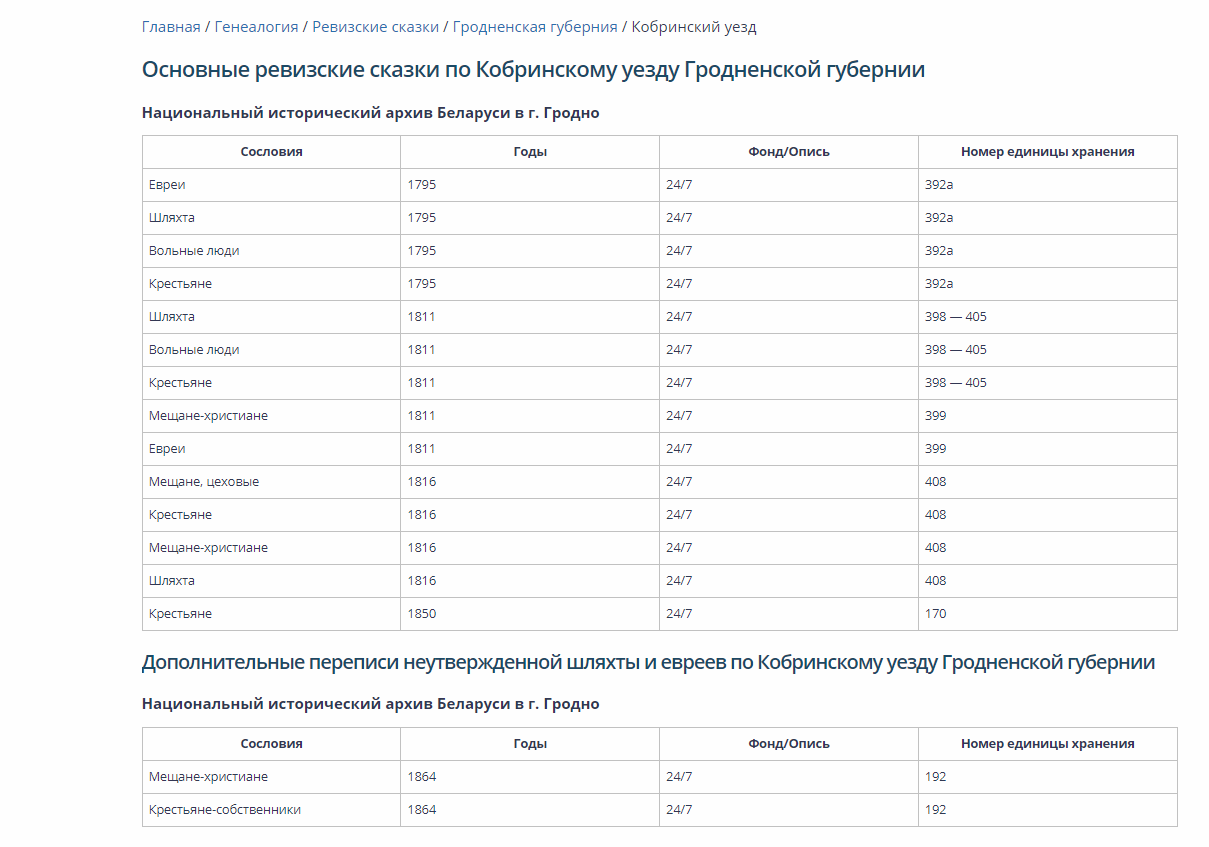 Главная / Генеалогия / Ревизские сказки / Гродненская губерния / Кобринский уезд
Основные ревизские сказки по Кобринскому уезду Гродненской губернии
Национальный исторический архив Беларуси в г. Гродно
Сословия Годы Фонд/Опись Номер единицы хранения
Евреи 1795 24/7 392а
Шляхта 1795 24/7 392а
Вольные люди 1795 24/7 392а
Крестьяне 1795 24/7 392а
Шляхта 1811 24/7 398 — 405
Вольные люди 1811 24/7 398 — 405
Крестьяне 1811 24/7 398 — 405
Мещане-христиане 1811 24/7 399
Евреи 1811 24/7 399
Мещане, цеховые 1816 24/7 408
Крестьяне 1816 24/7 408
Мещане-христиане 1816 24/7 408
Шляхта 1816 24/7 408
Крестьяне 1850 24/7 170
Дополнительные переписи неутвержденной шляхты и евреев по Кобринскому уезду Гродненской губернии
Национальный исторический архив Беларуси в г. Гродно
Сословия Годы Фонд/Опись Номер единицы хранения
Мещане-христиане 1864 24/7 192
Крестьяне-собственники 1864 24/7 192